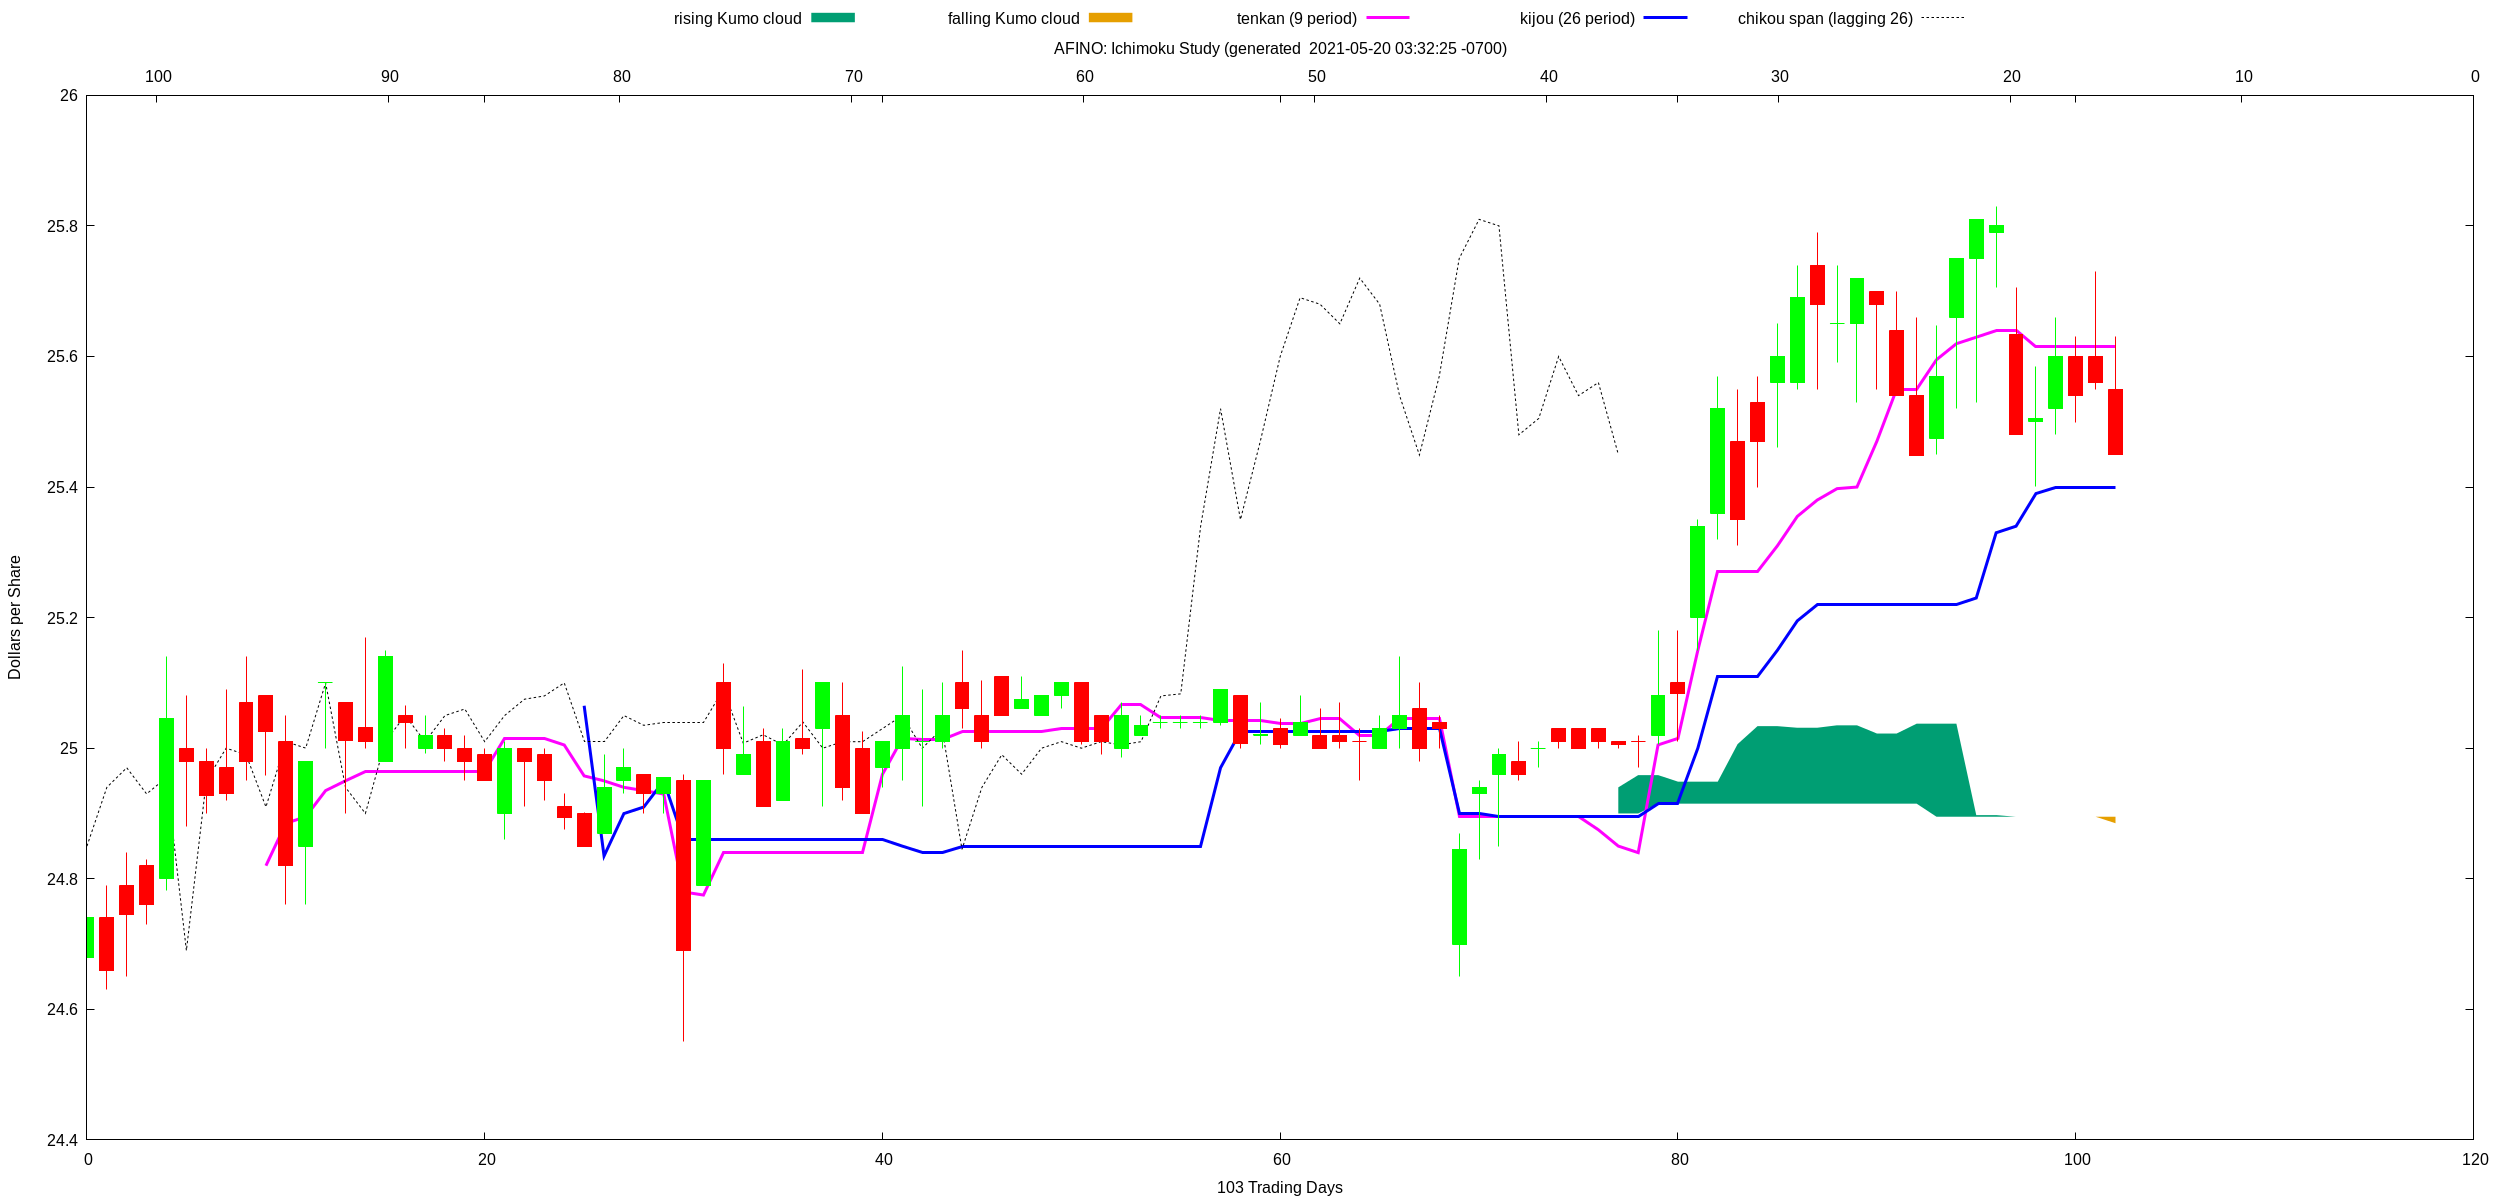 rising Kumo cloud falling Kumo cloud tenkan (9 period) kijou (26 period) chikou span (lagging 26)
AFINO: Ichimoku Study (generated  2021-05-20 03:32:25 -0700)
100 90 80 70 60 50 40 30 20 10 0
26
25.8
25.6
25.4
25.2
25
24.8
24.6
24.4
Dollars per Share
0 20 40 60 80 100 120
103 Trading Days